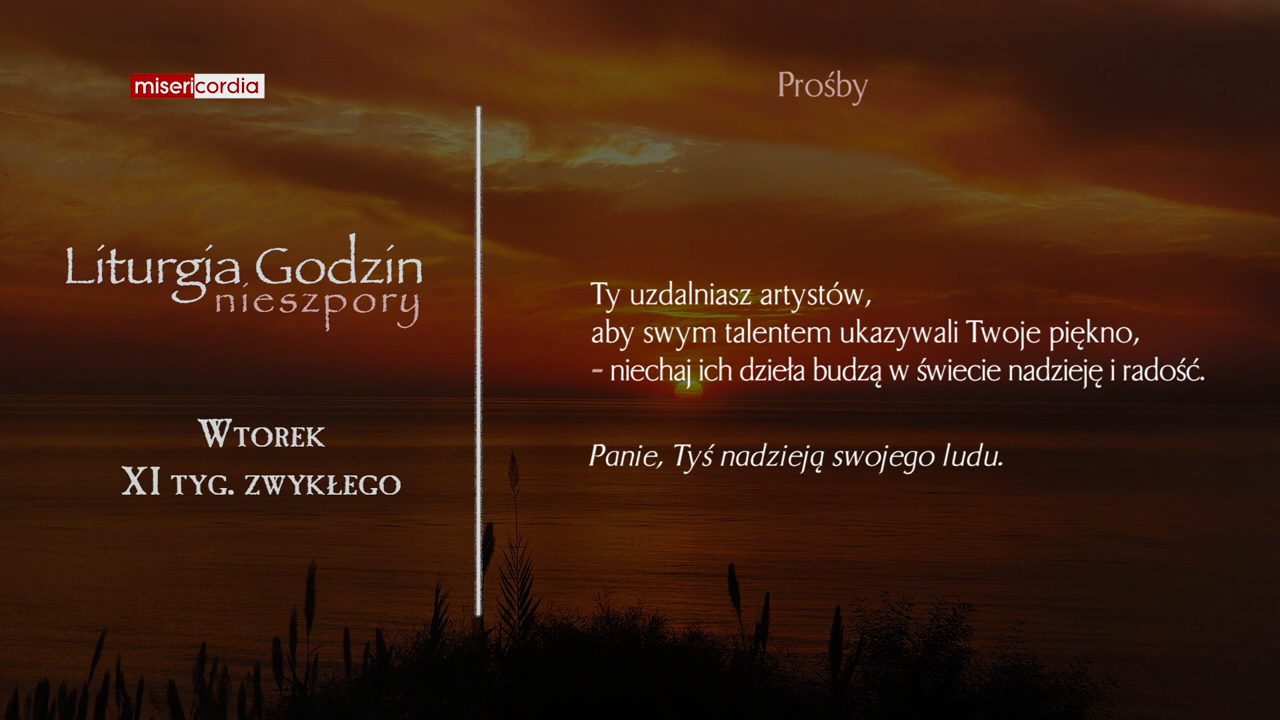 misericordia
Liturgia Godzin
nieszpory
Wtorek
XI tyg. zwykłego
Prośby
Ty uzdalniasz artystów,
aby swym talentem ukazywali Twoje piękno,
- niechaj ich dzieła budzą w świecie nadzieję i radość.
Panie, Tyś nadzieją swojego ludu.